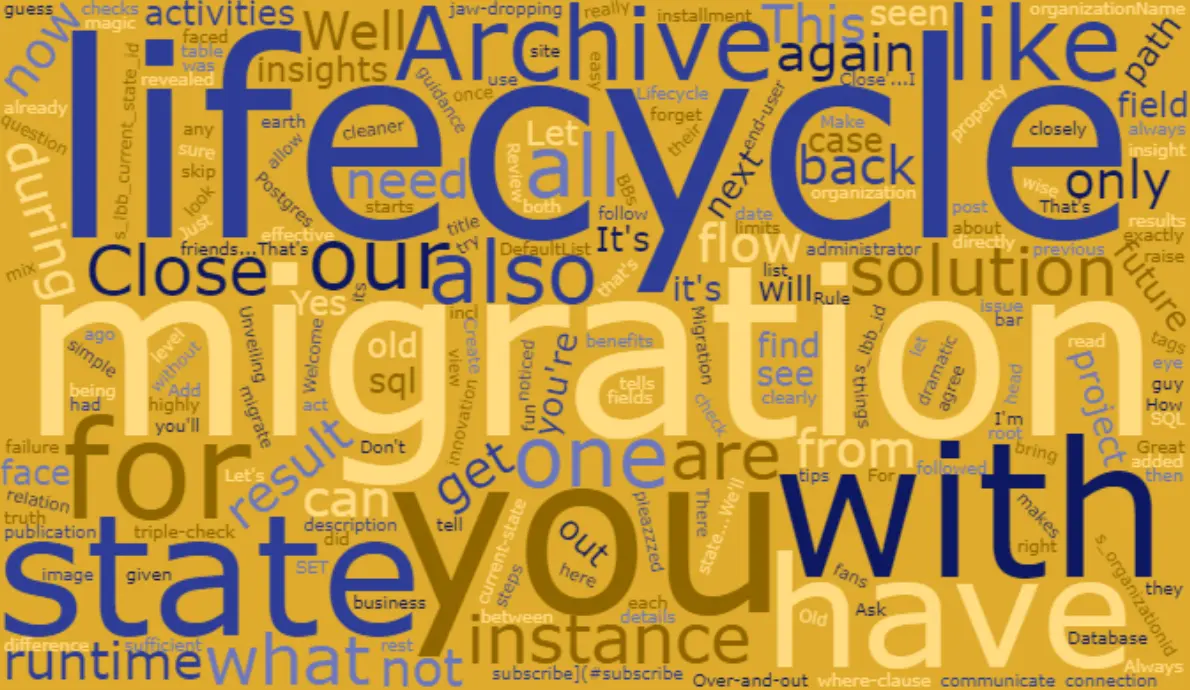 guess
checks
magic
activities
jaw-dropping
really
installment
This
seen
organizationName
now
faced
table
was
revealed
Well
insights
Archive
site
use
easy
again
Close'...I
like
path
lifecycle
already
question
s_lbb_current_state_id
any
sure
skip
look
Just
earth
allow
cleaner
guidance
once
Lifecycle
forget
their
end-user
Make
case
property
closely
field
always
insight
during
Postgres
need
starts
Let
all
Review
both
BBs
follow
next
back
organization
wise
only
That's
results
exactly
raise
mix
effective
friends...That's
title
try
DefaultList
It's
date
limits
flow
administrator
post
about
directly
previous
future
Close
our
also
that's
it's
list
Will
Rule
solution
migration
Yes
its
incl
issue
bar
tags
ago
simple
level
without
Unveiling
Welcome
old
sql
Create
view
noticed
fun
you're
benefits
tells
fields
Migration
check
find
see
clearly
s_lbb_id
strings
let
dramatic
agree
head
read
eye
guy
How
SQL
project
being
had
Add
highly
you'll
migrate
act
innovation
I'm
root
failure
face
relation
truth
publication
for
result
Let's
Don't
can
get
one
are
from
tips
For
followed
bring
Great
added
then
with
triple-check
did
description
tell
you
current-state
steps
out
here
pleazzzed
There
state...We'll
makes
right
s_organizationid
state
image
given
SET
business
between
each
details
have
fans
Old
Ask
they
Database
difference
sufficient
rest
runtime
what
not
instance
subscribe](#subscribe
Over-and-out
where-clause
communicate
connection
Always